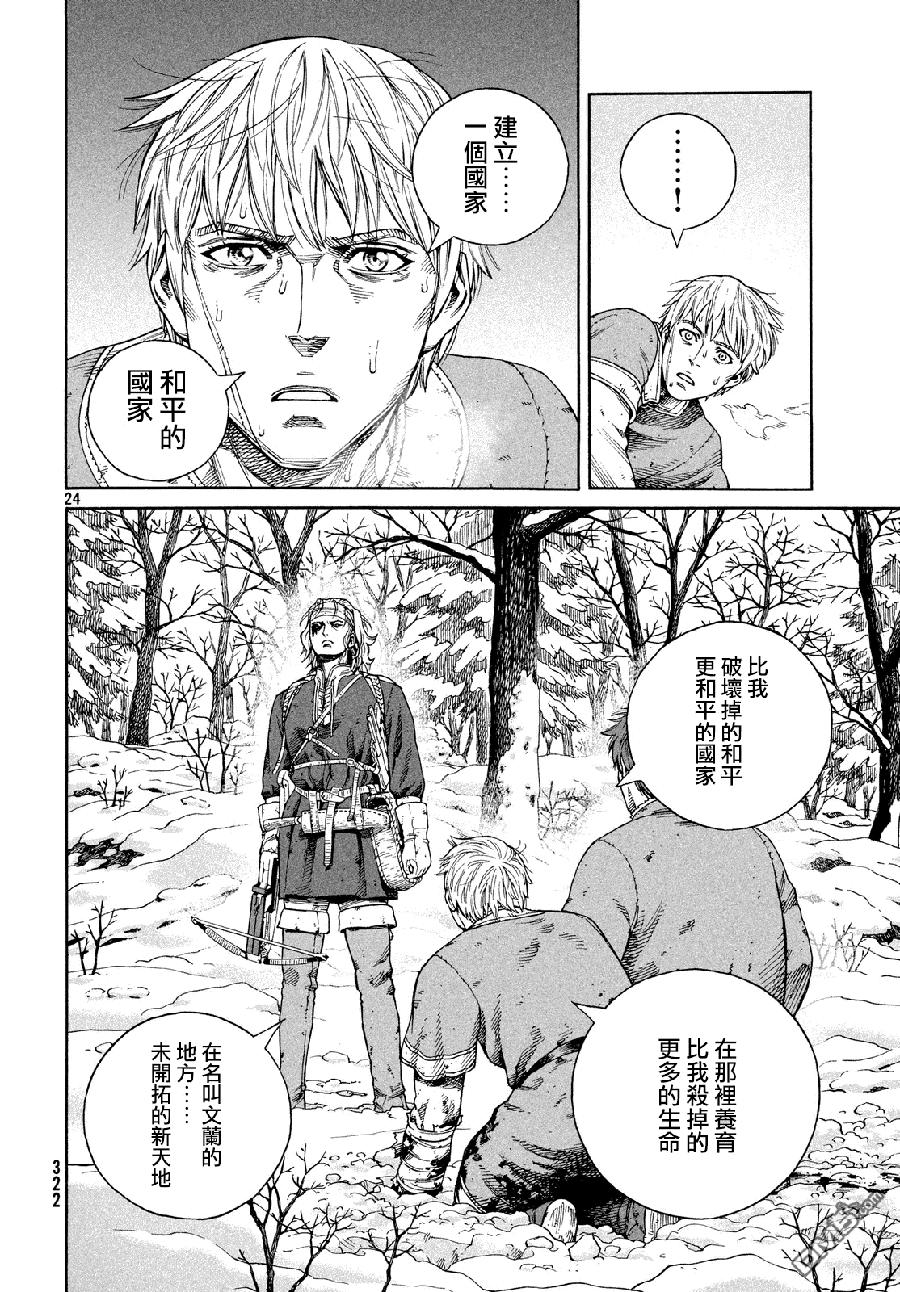 ……！
建立……
一個國家
和平的
國家
24
比我
破壞掉的和平
更和平的國家
在那裡養育
比我殺掉的
更多的生命
在名叫文蘭的
地方……
未開拓的新天地
322